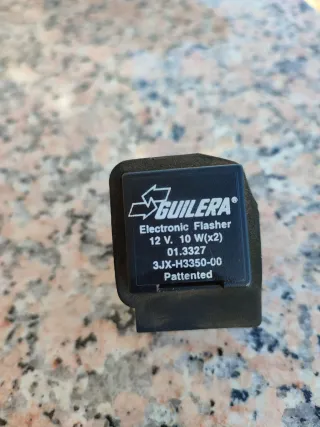 GUILERA®
Electronic Flasher
12 V. 10 W(x2)
01.3327
3JX-H3350-00
Pattented